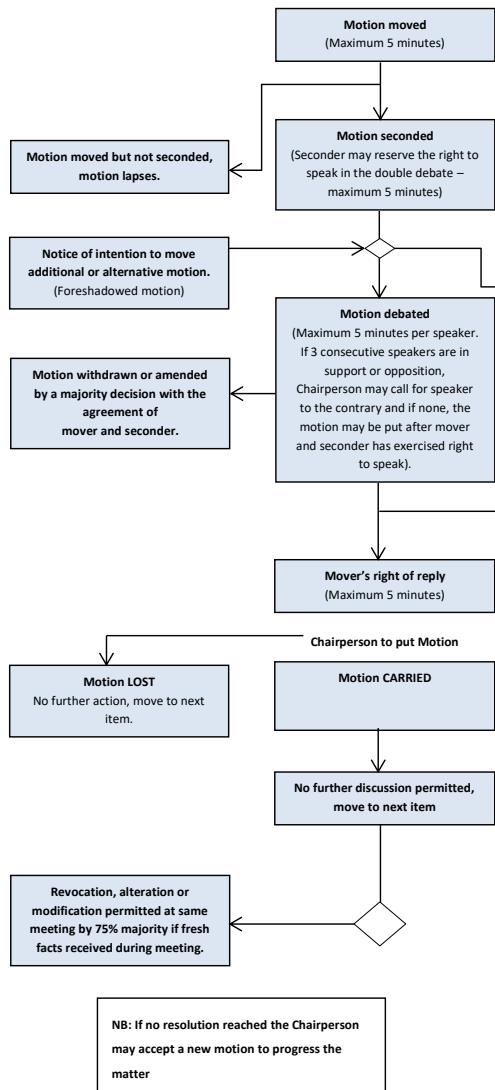 Motion moved
(Maximum 5 minutes)
Motion seconded
(Seconder may reserve the right to
speak in the double debate –
maximum 5 minutes)
Motion moved but not seconded,
motion lapses.
Notice of intention to move
additional or alternative motion.
(Foreshadowed motion)
Motion debated
(Maximum 5 minutes per speaker.
If 3 consecutive speakers are in
support or opposition,
Chairperson may call for speaker
to the contrary and if none, the
motion may be put after mover
and seconder has exercised right
to speak).
Motion withdrawn or amended
by a majority decision with the
agreement of
mover and seconder.
Mover’s right of reply
(Maximum 5 minutes)
Chairperson to put Motion
Motion LOST
No further action, move to next
item.
Motion CARRIED
No further discussion permitted,
move to next item
Revocation, alteration or
modification permitted at same
meeting by 75% majority if fresh
facts received during meeting.
NB: If no resolution reached the Chairperson
may accept a new motion to progress the
matter